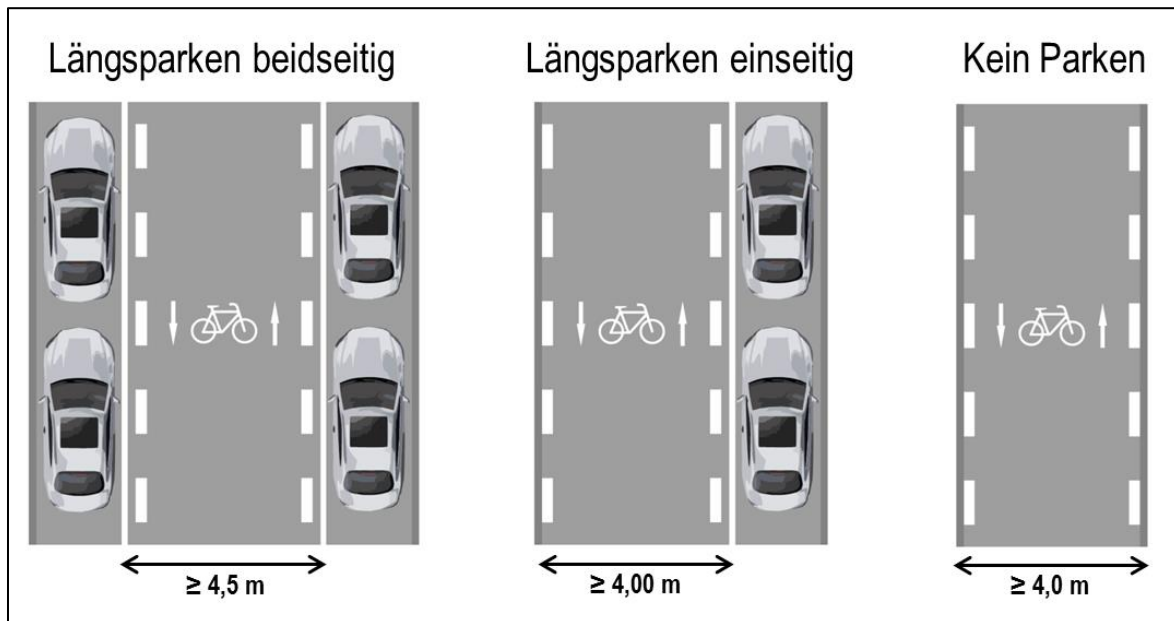 Längsparken beidseitig
Längsparken einseitig
Kein Parken
≥ 4,5 m
≥ 4,00 m
≥ 4,0 m